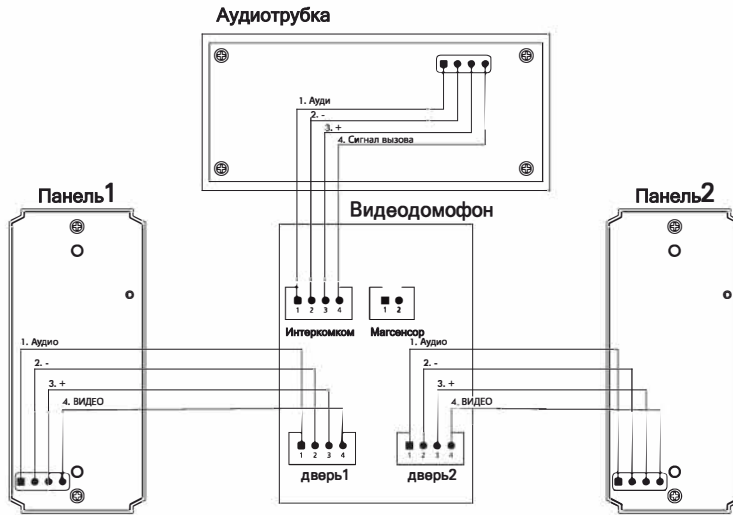 Аудиотрубка
1. Ауди
2. -
3. +
4. Сигнал вызова
Панель1
Видеодомофон
Панель2
1 2 3 4
1 2
Интеркомком
Магсенсор
1. Аудио
2. -
3. +
4. ВИДЕО
1. Аудио
2. -
3. +
4. ВИДЕО
1 2 3 4
1 2 3 4
дверь1
дверь2